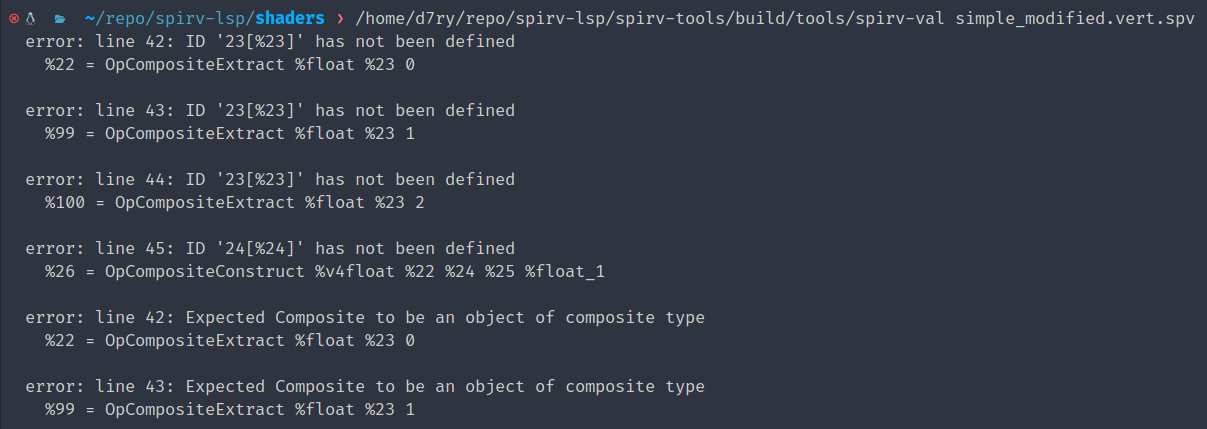 ~/repo/spirv-lsp/shaders ❯ /home/d7ry/repo/spirv-lsp/spirv-tools/build/tools/spirv-val simple_modified.vert.spv
error: line 42: ID '23[%23]' has not been defined
  %22 = OpCompositeExtract %float %23 0

error: line 43: ID '23[%23]' has not been defined
  %99 = OpCompositeExtract %float %23 1

error: line 44: ID '23[%23]' has not been defined
  %100 = OpCompositeExtract %float %23 2

error: line 45: ID '24[%24]' has not been defined
  %26 = OpCompositeConstruct %v4float %22 %24 %25 %float_1

error: line 42: Expected Composite to be an object of composite type
  %22 = OpCompositeExtract %float %23 0

error: line 43: Expected Composite to be an object of composite type
  %99 = OpCompositeExtract %float %23 1